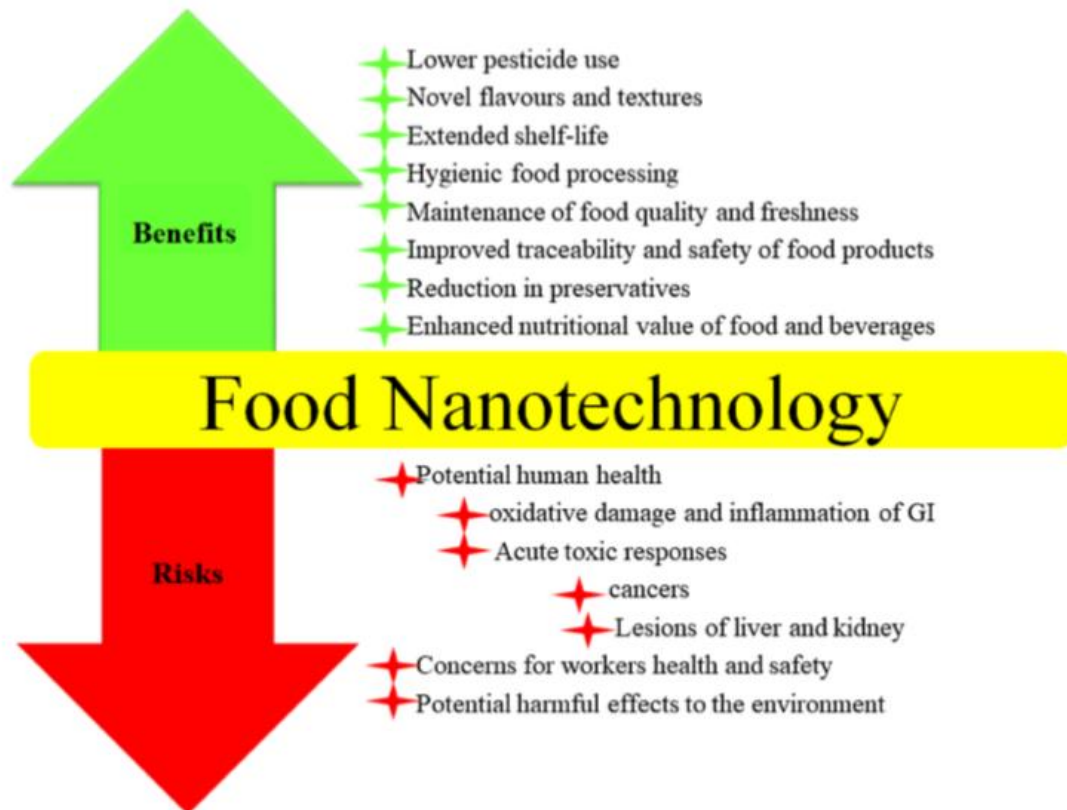 Lower pesticide use
Novel flavours and textures
Extended shelf-life
Hygienic food processing
Maintenance of food quality and freshness
Benefits
Improved traceability and safety of food products
Reduction in preservatives
Enhanced nutritional value of food and beverages
Food Nanotechnology
Potential human health
oxidative damage and inflammation of GI
Acute toxic responses
Risks
cancers
Lesions of liver and kidney
Concerns for workers health and safety
Potential harmful effects to the environment